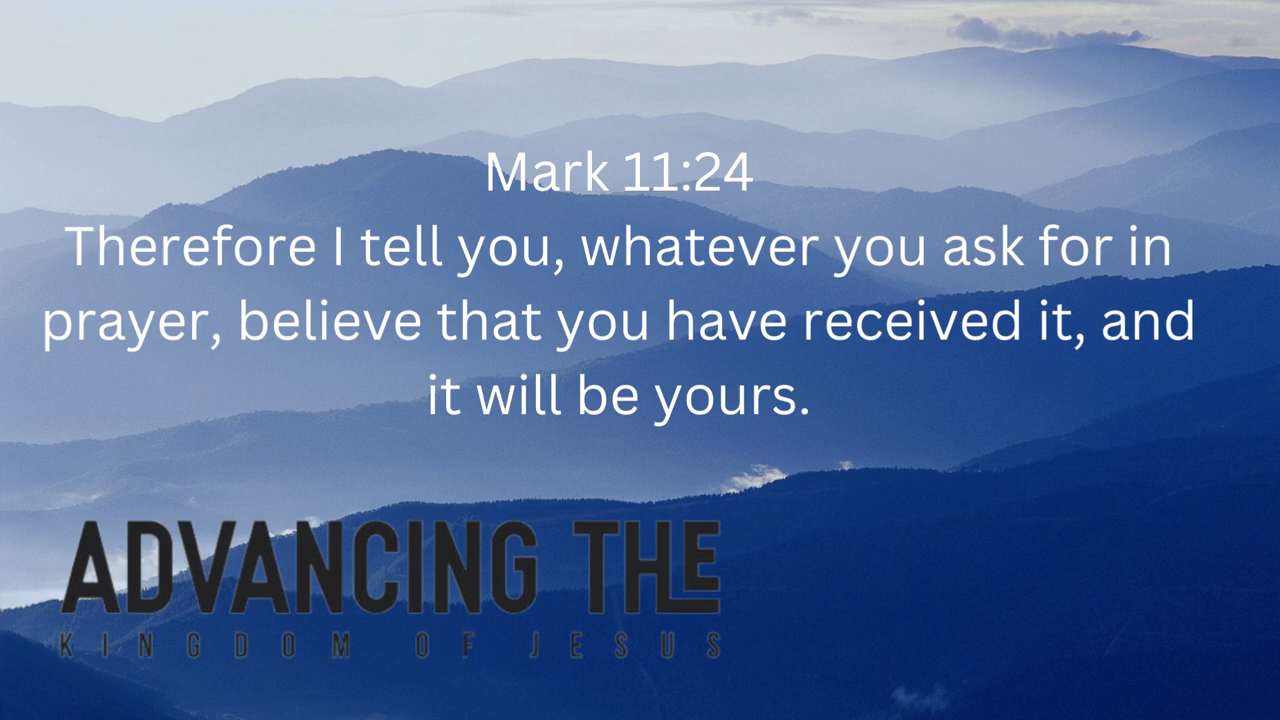 Mark 11:24
Therefore I tell you, whatever you ask for in
prayer, believe that you have received it, and
it will be yours.
ADVANCING THE
KINGDOM OF JESUS